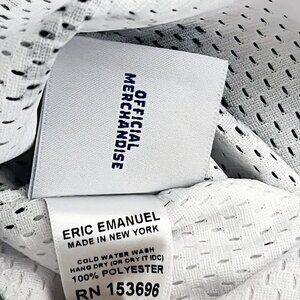 OFFICIAL
MERCHANDISE
ERIC EMANUEL
MADE IN NEW YORK
COLD WATER WASH
HANG DRY (OR DRY IT IDC)
100% POLYESTER
RN 153696